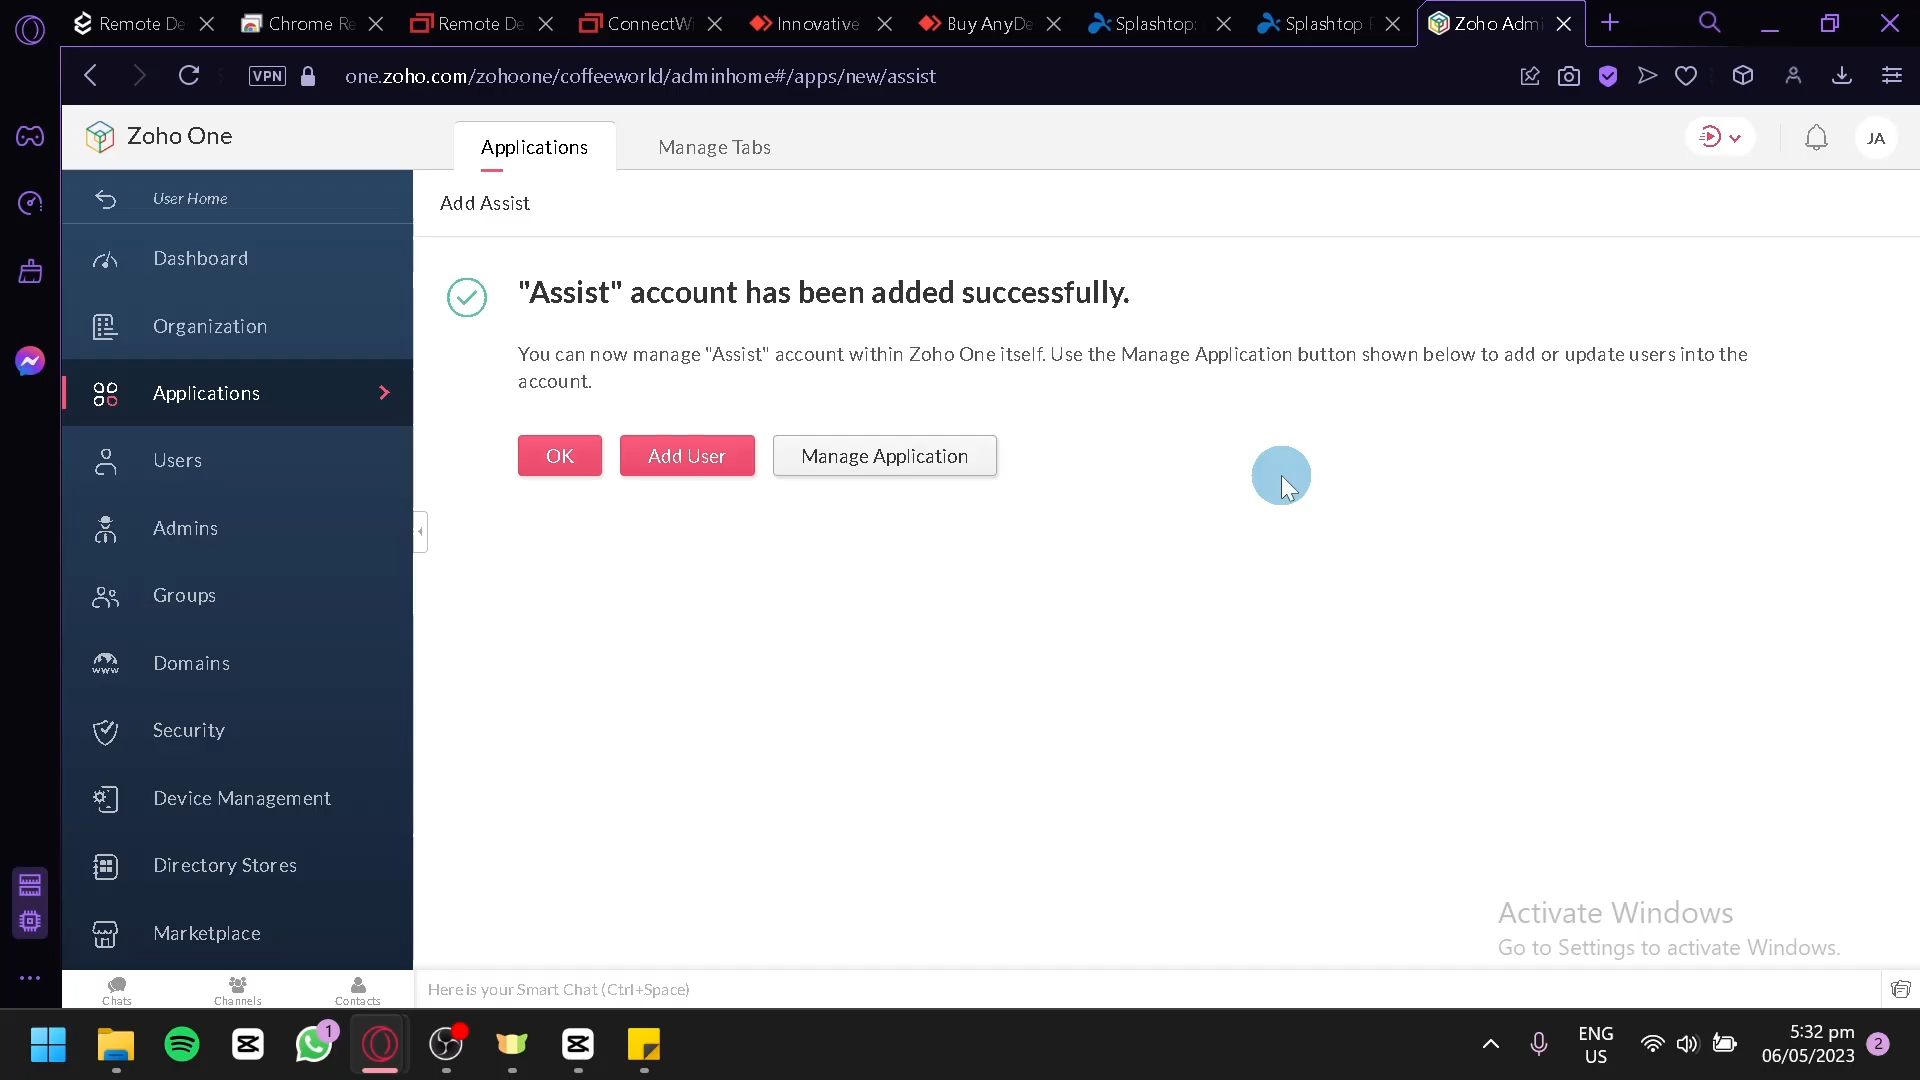 Remote De
Chrome Re
Remote De
ConnectWi
Innovative
Buy AnyDe
Splashtop:
Splashtop
Zoho Admi
VPN
one.zoho.com/zohoone/coffeeworld/adminhome#/apps/new/assist
Zoho One
Applications
Manage Tabs
JA
User Home
Add Assist
Dashboard
Organization
Applications
Users
Admins
Groups
Domains
Security
Device Management
Directory Stores
Marketplace
"Assist" account has been added successfully.
You can now manage "Assist" account within Zoho One itself. Use the Manage Application button shown below to add or update users into the
account.
OK
Add User
Manage Application
Activate Windows
Go to Settings to activate Windows.
Chats
Channels
Contacts
Here is your Smart Chat (Ctrl+Space)
1
ENG
US
5:32 pm
06/05/2023
2